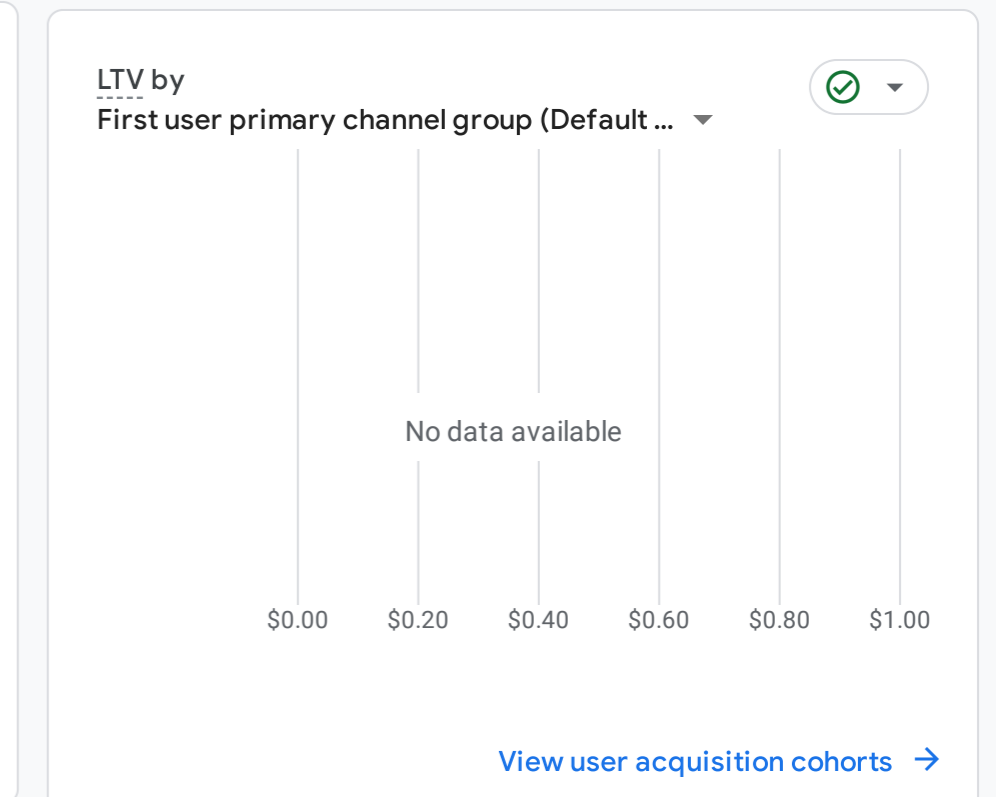 LTV by
First user primary channel group (Default ...
No data available
$0.00 $0.20 $0.40 $0.60 $0.80 $1.00
View user acquisition cohorts